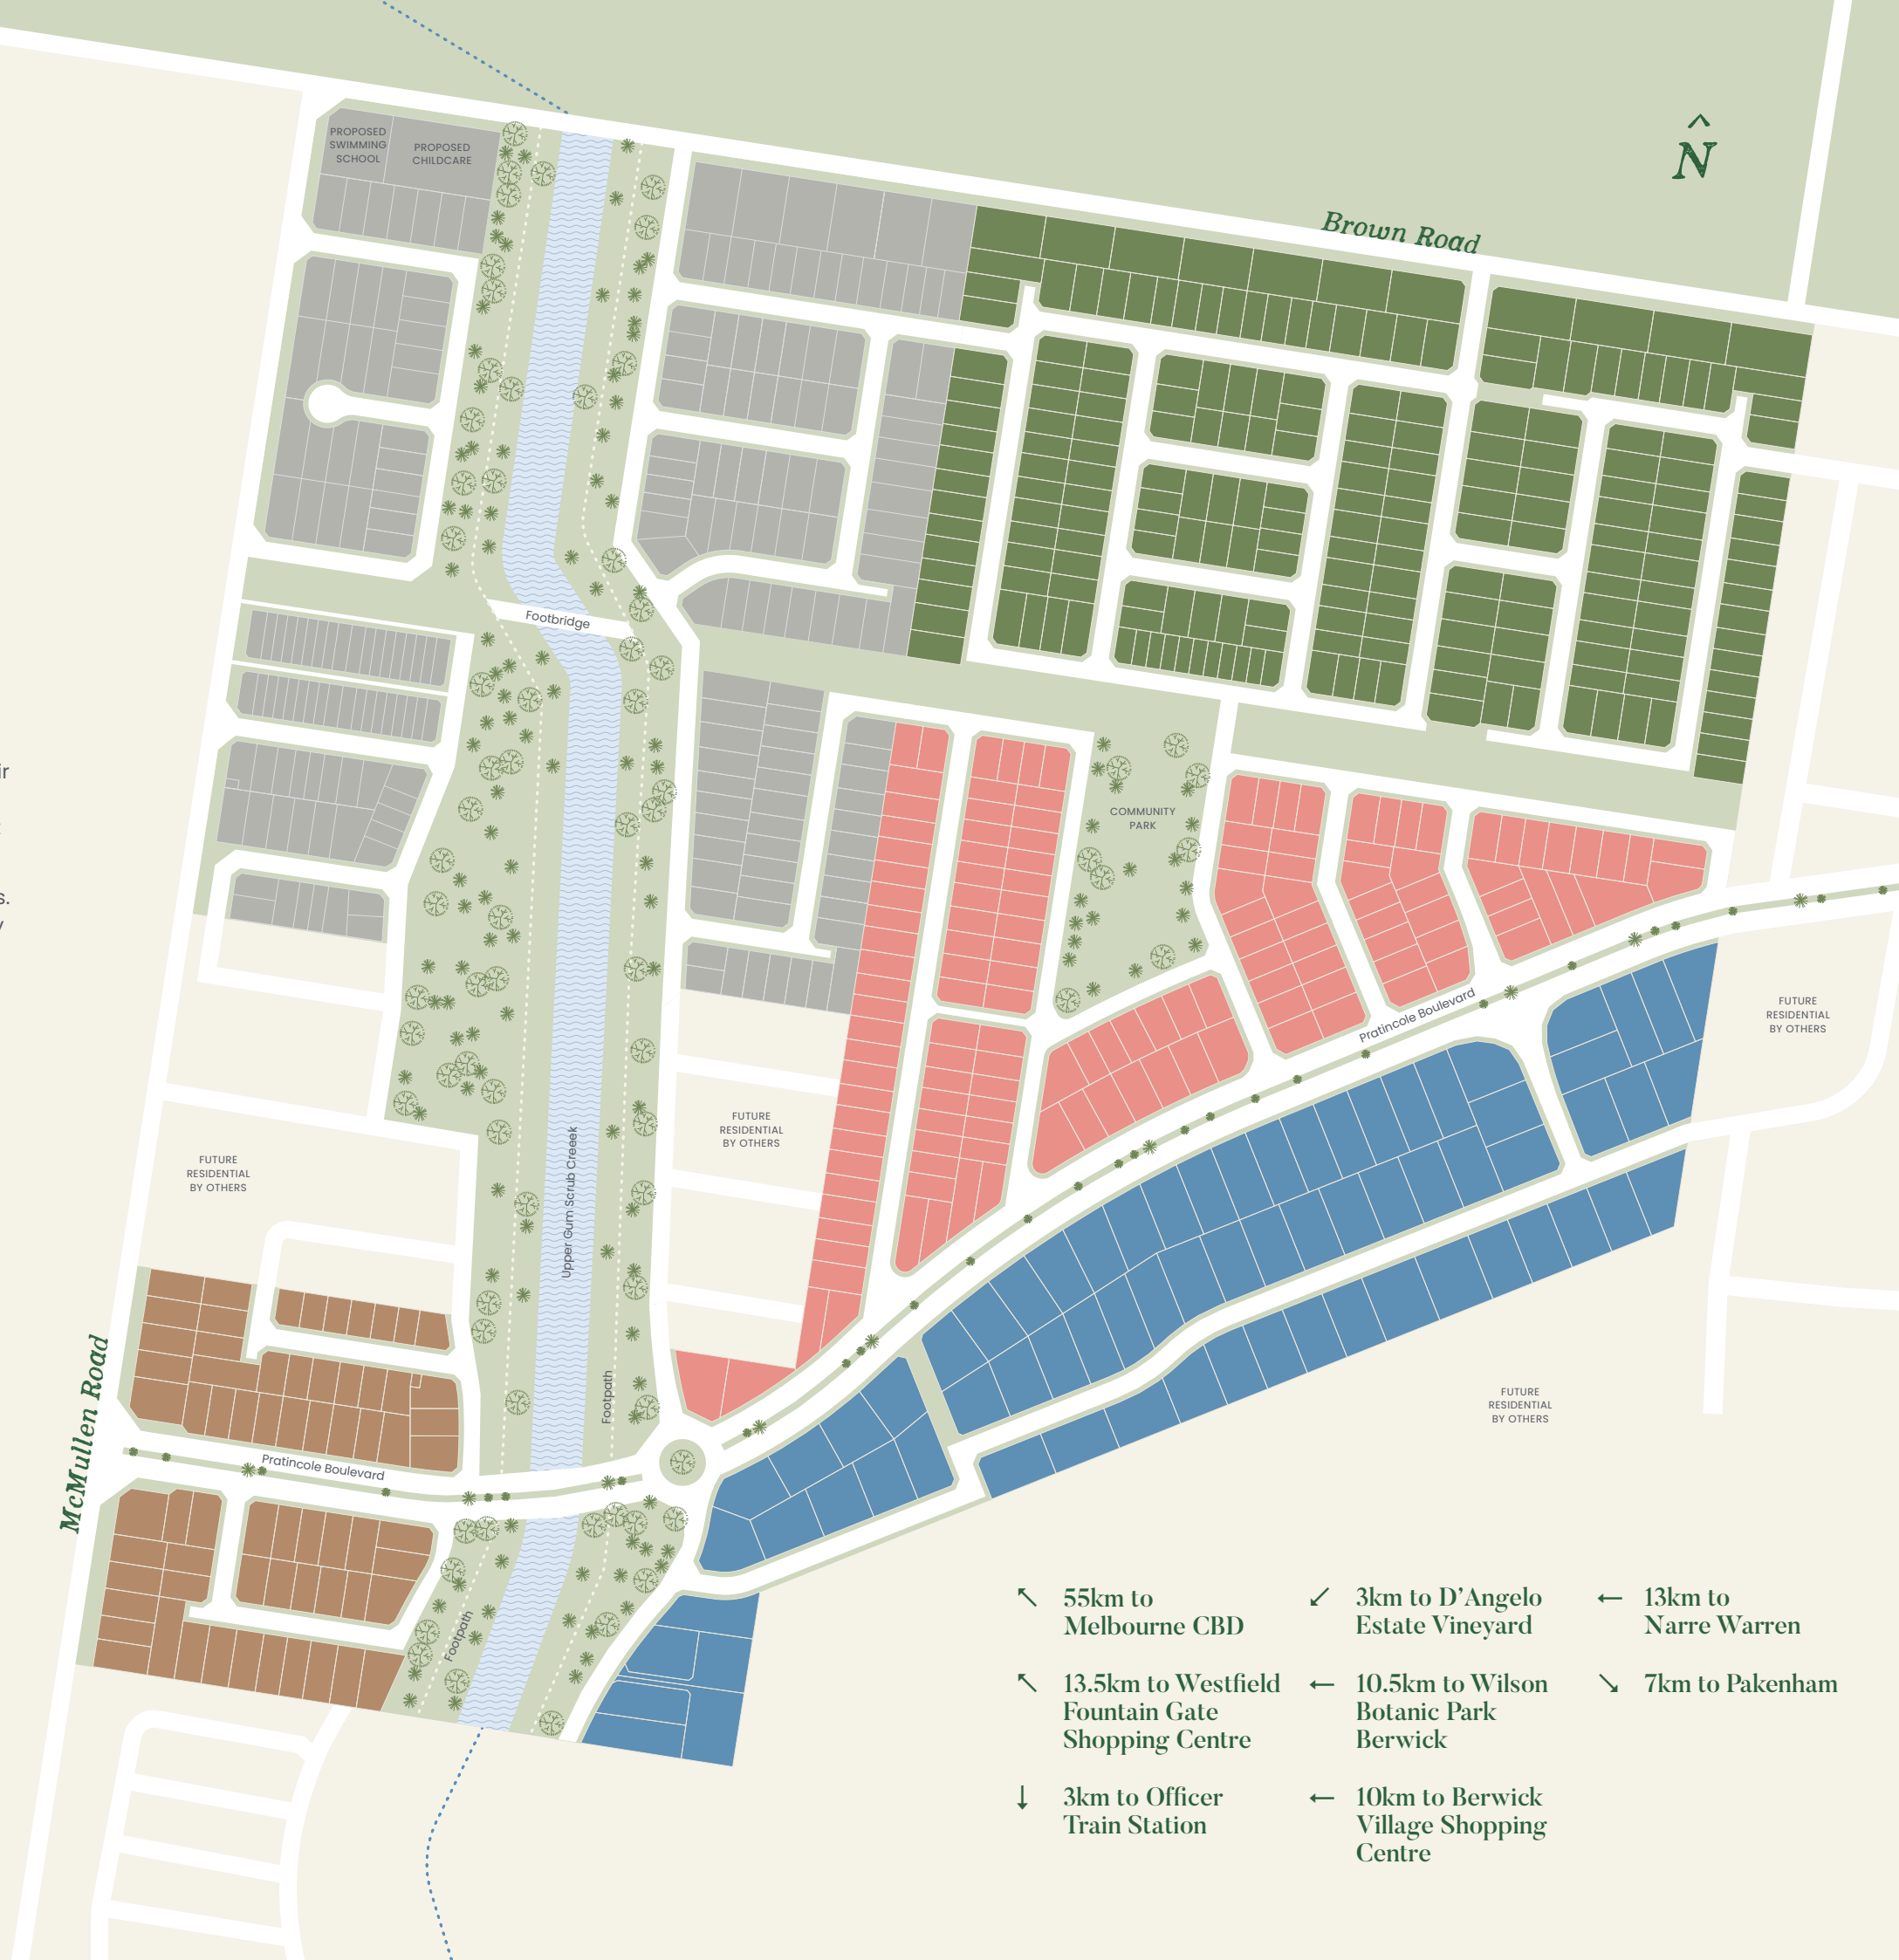 PROPOSED
SWIMMING
SCHOOL
PROPOSED
CHILDCARE
N
Brown Road
Footbridge
ir
s.
y
COMMUNITY
PARK
Pratincole Boulevard
FUTURE
RESIDENTIAL
BY OTHERS
FUTURE
RESIDENTIAL
BY OTHERS
FUTURE
RESIDENTIAL
BY OTHERS
Upper Gum Scrub Creeek
Footpath
McMullen Road
Pratincole Boulevard
FUTURE
RESIDENTIAL
BY OTHERS
Footpath
55km to
Melbourne CBD
13.5km to Westfield
Fountain Gate
Shopping Centre
3km to Officer
Train Station
3km to D’Angelo
Estate Vineyard
10.5km to Wilson
Botanic Park
Berwick
10km to Berwick
Village Shopping
Centre
13km to
Narre Warren
7km to Pakenham